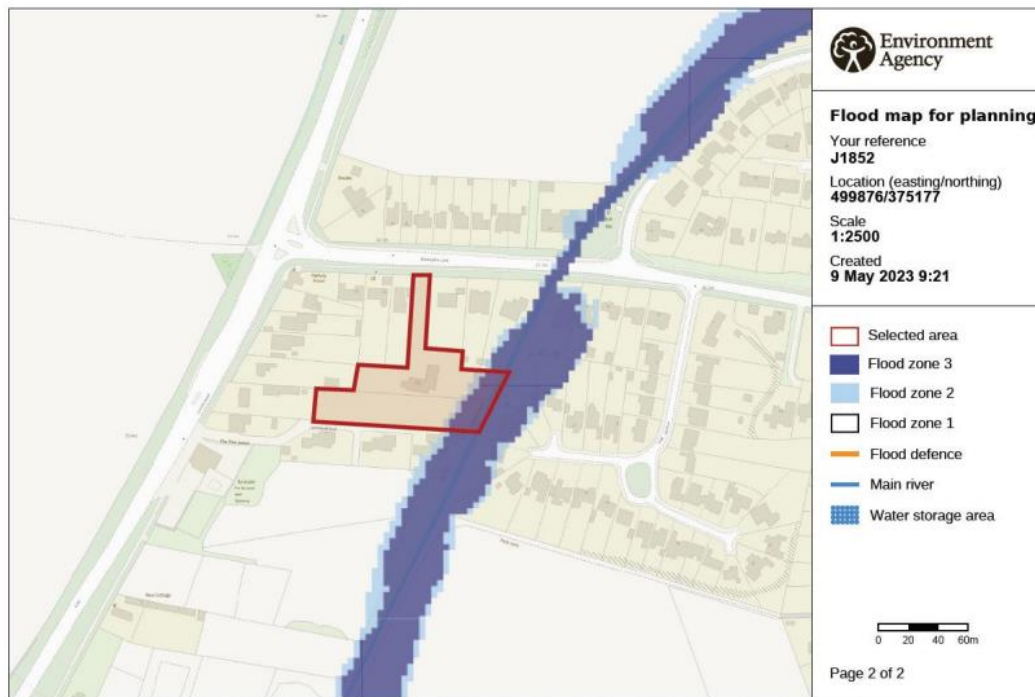 Environment
Agency
Flood map for planning
Your reference
J1852
Location (easting/northing)
499876/375177
Scale
1:2500
Created
9 May 2023 9:21
Selected area
Flood zone 3
Flood zone 2
Flood zone 1
Flood defence
Main river
Water storage area
0 20 40 60m
Page 2 of 2